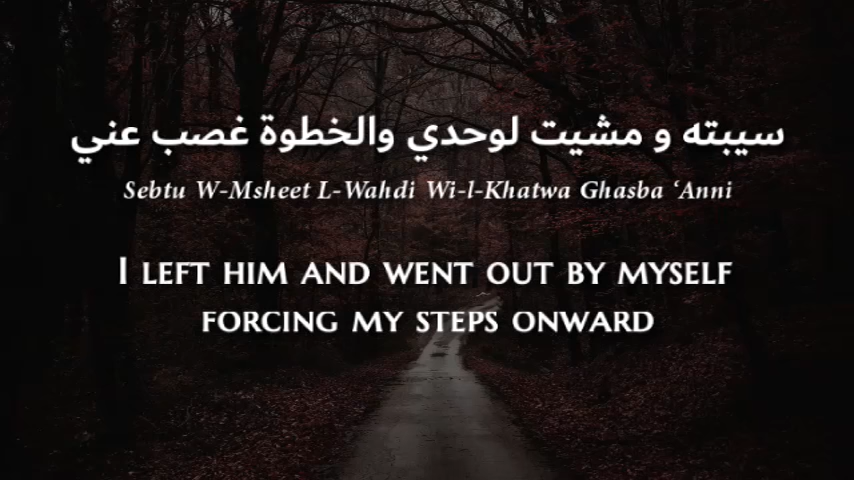 سيبته و مشيت لوحدي والخطوة غصب عني
Sebtu W-Msheet L-Wahdi Wi-l-Khatwa Ghasba ‘Anni
I LEFT HIM AND WENT OUT BY MYSELF
FORCING MY STEPS ONWARD